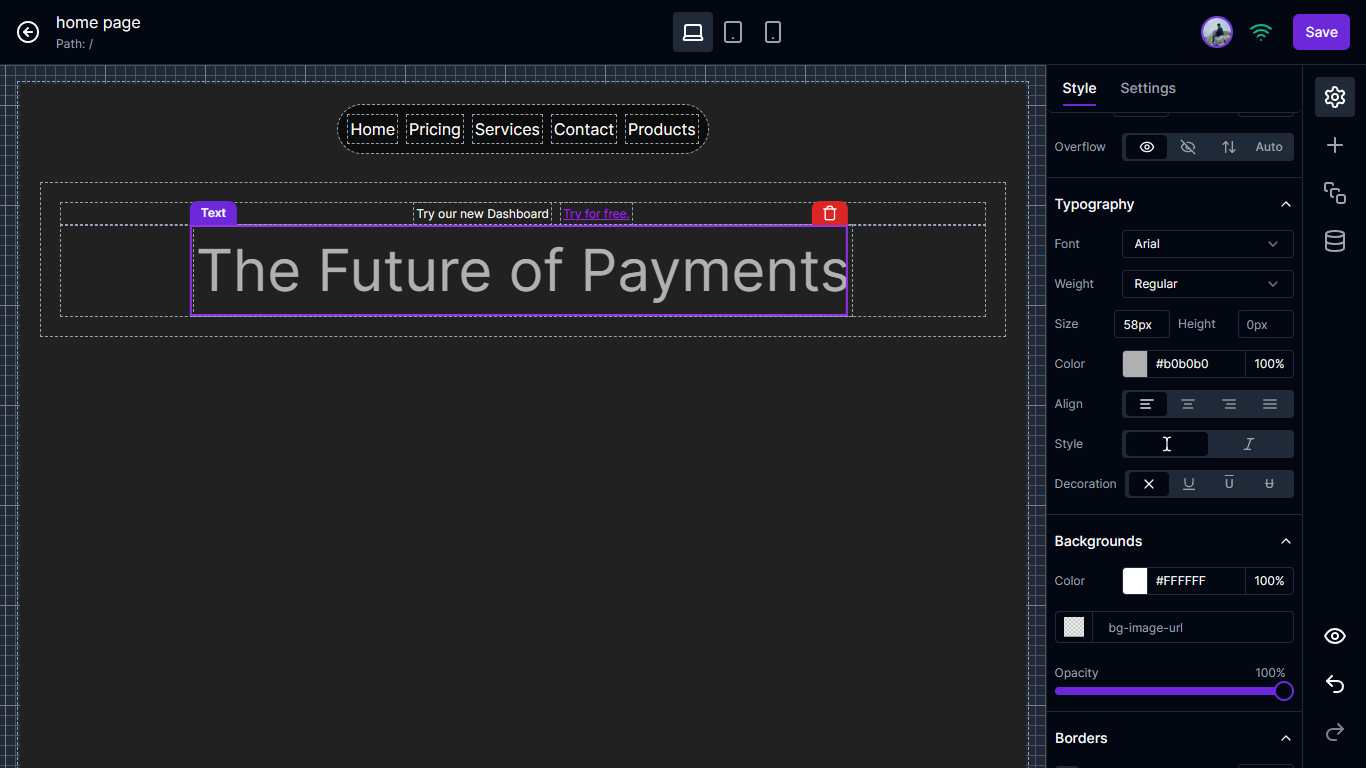 home page
Path: /
Save
Style Settings
Home Pricing Services Contact Products
Overflow Auto
Typography
Text Try our new Dashboard Try for free.
The Future of Payments
Font Arial
Weight Regular
Size 58px Height 0px
Color #b0b0b0 100%
Align
Style
Decoration
Backgrounds
Color #FFFFFF 100%
bg-image-url
Opacity 100%
Borders